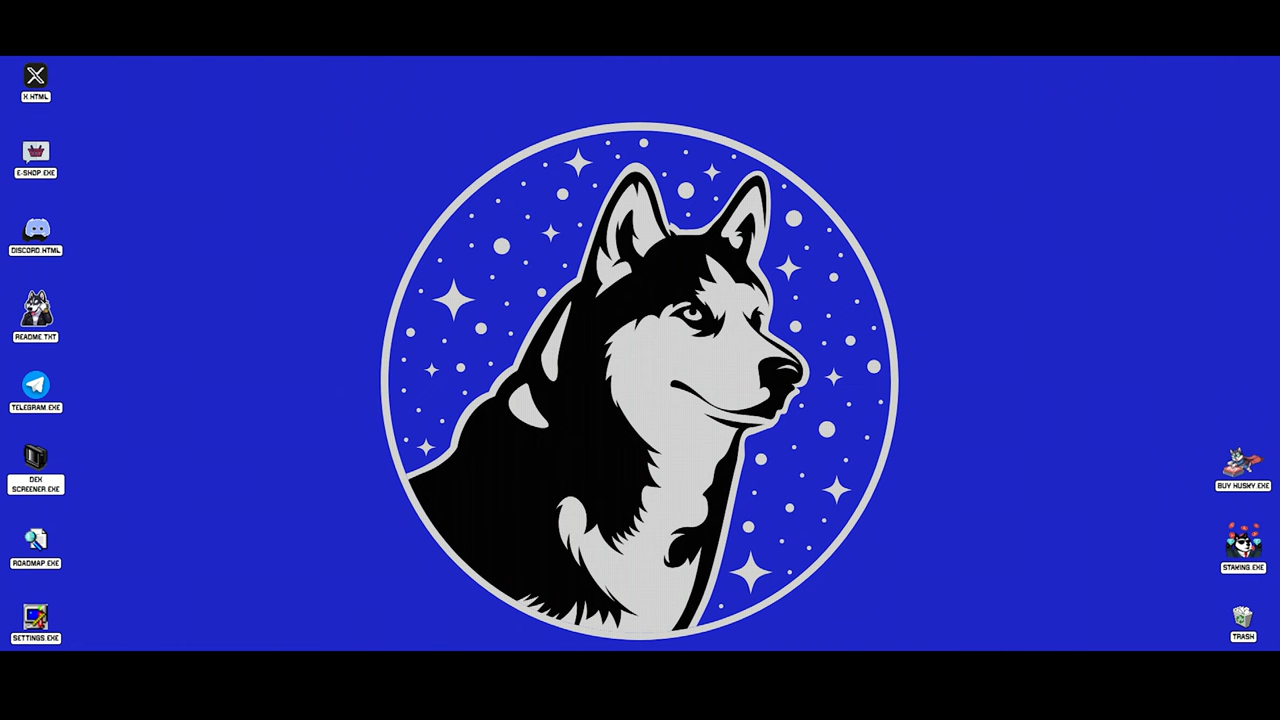 X.HTML
E-SHOP.EXE
DISCORD.HTML
README.TXT
TELEGRAM.EXE
DEX
SCREENER.EXE
ROADMAP.EXE
SETTINGS.EXE
BUY HUSKY.EXE
STAKING.EXE
TRASH